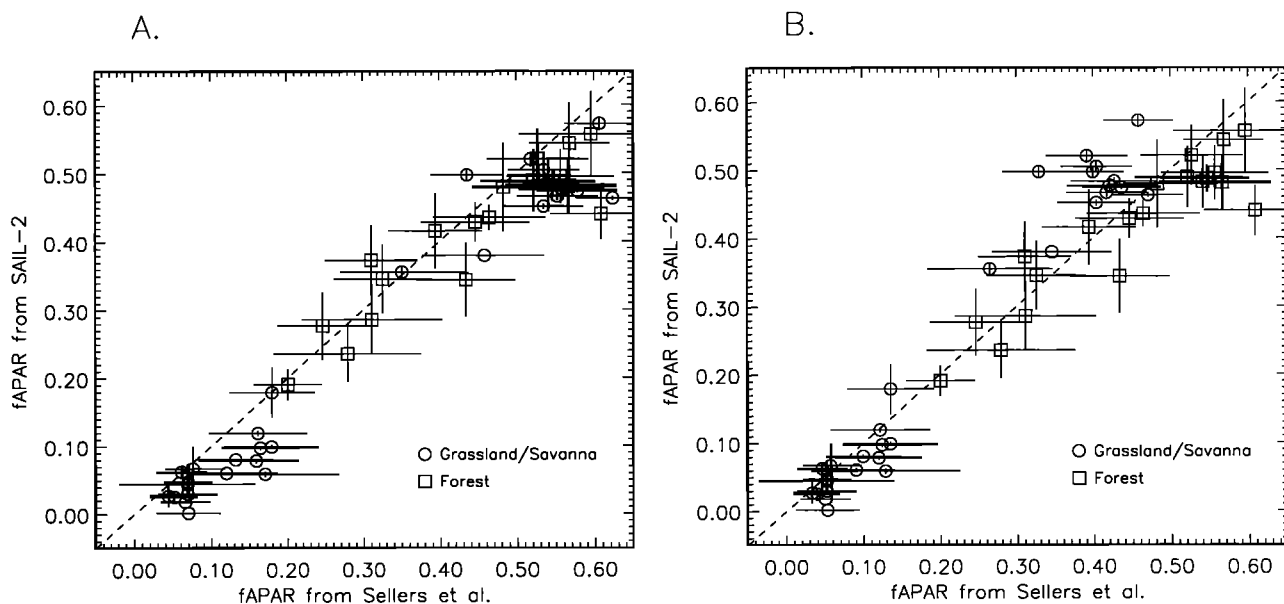 A.
0.60
0.50
0.40
0.30
0.20
0.10
0.00
fAPAR from SAIL-2
Grassland/Savanna
Forest
0.00 0.10 0.20 0.30 0.40 0.50 0.60
fAPAR from Sellers et al.
B.
0.60
0.50
0.40
0.30
0.20
0.10
0.00
fAPAR from SAIL-2
Grassland/Savanna
Forest
0.00 0.10 0.20 0.30 0.40 0.50 0.60
fAPAR from Sellers et al.